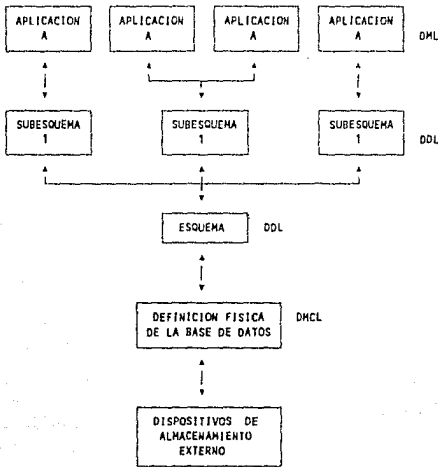 APLICACION APLICACION APLICACION APLICACION
A A A A
DML
SUBESQUEMA SUBESQUEMA SUBESQUEMA
1 1 1
DDL
ESQUEMA DDL
DEFINICION FISICA DMCL
DE LA BASE DE DATOS
DISPOSITIVOS DE
ALMACENAMIENTO
EXTERNO